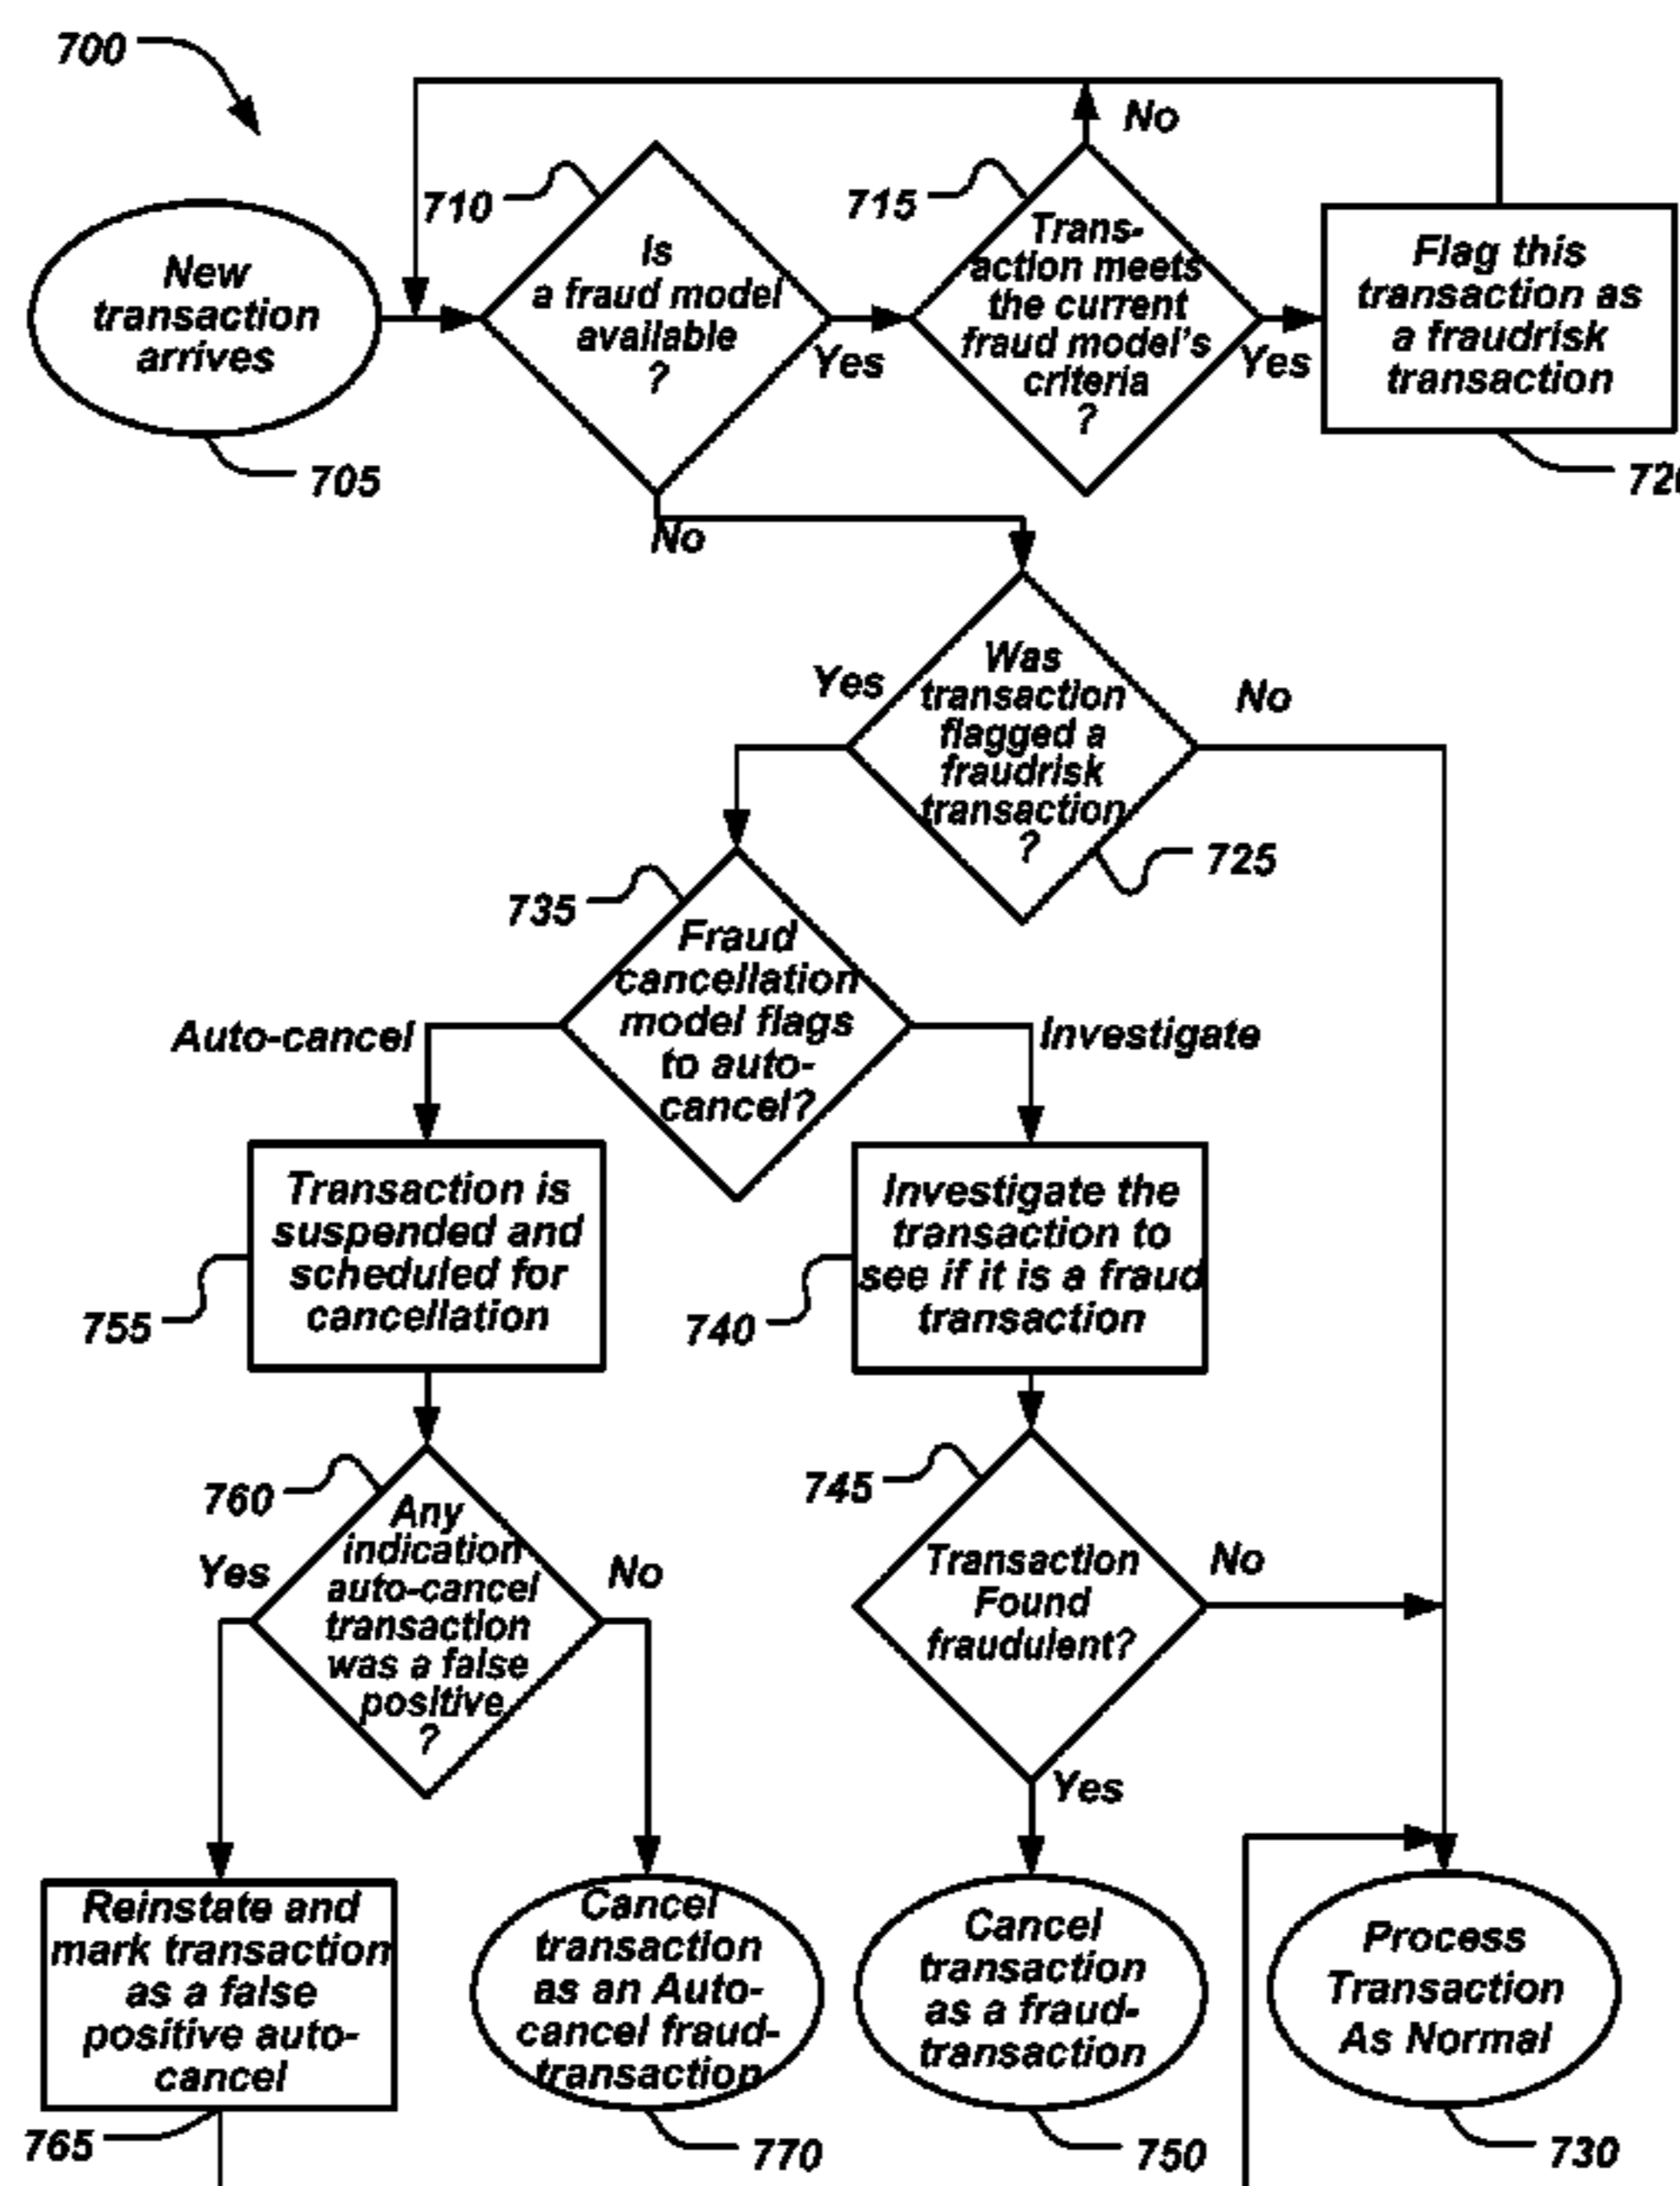 700
710
715
No
New
transaction
arrives
Is
a fraud model
available
?
Yes
Trans-
action meets
the current
fraud model's
criteria
?
Yes
Flag this
transaction as
a fraudrisk
transaction
705
No
Yes
Was
transaction
flagged a
fraudrisk
transaction
?
No
725
735
Fraud
cancellation
model flags
to auto-
cancel?
Auto-cancel
Investigate
Transaction is
suspended and
scheduled for
cancellation
755
Investigate the
transaction to
see if it is a fraud
transaction
740
760
Any
indication
auto-cancel
transaction
was a false
positive
?
Yes
No
745
Transaction
Found
fraudulent?
No
Yes
Reinstate and
mark transaction
as a false
positive auto-
cancel
Cancel
transaction
as an Auto-
cancel fraud-
transaction
Cancel
transaction
as a fraud-
transaction
Process
Transaction
As Normal
765
770
750
730